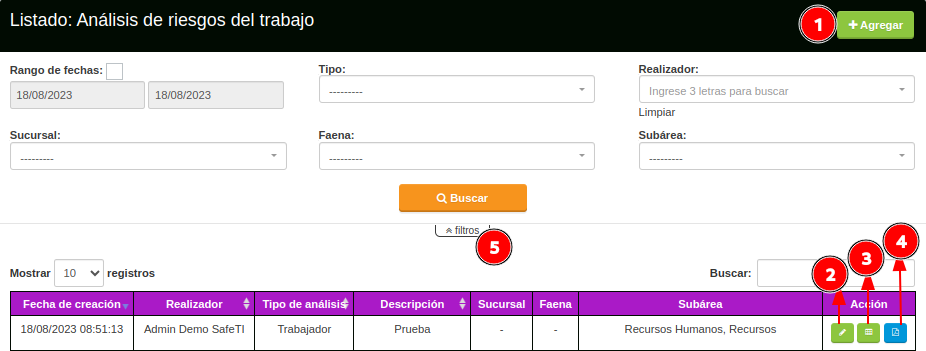 Listado: Análisis de riesgos del trabajo
1
Agregar
Rango de fechas:
Tipo:
Realizador:
18/08/2023
18/08/2023
---------
Ingrese 3 letras para buscar
Limpiar
Sucursal:
Faena:
Subárea:
---------
---------
---------
Buscar
filtros
5
4
3
2
Mostrar 10 registros
Buscar:
Fecha de creación Realizador Tipo de análisis Descripción Sucursal Faena Subárea Acción
18/08/2023 08:51:13 Admin Demo SafeTI Trabajador Prueba - - Recursos Humanos, Recursos